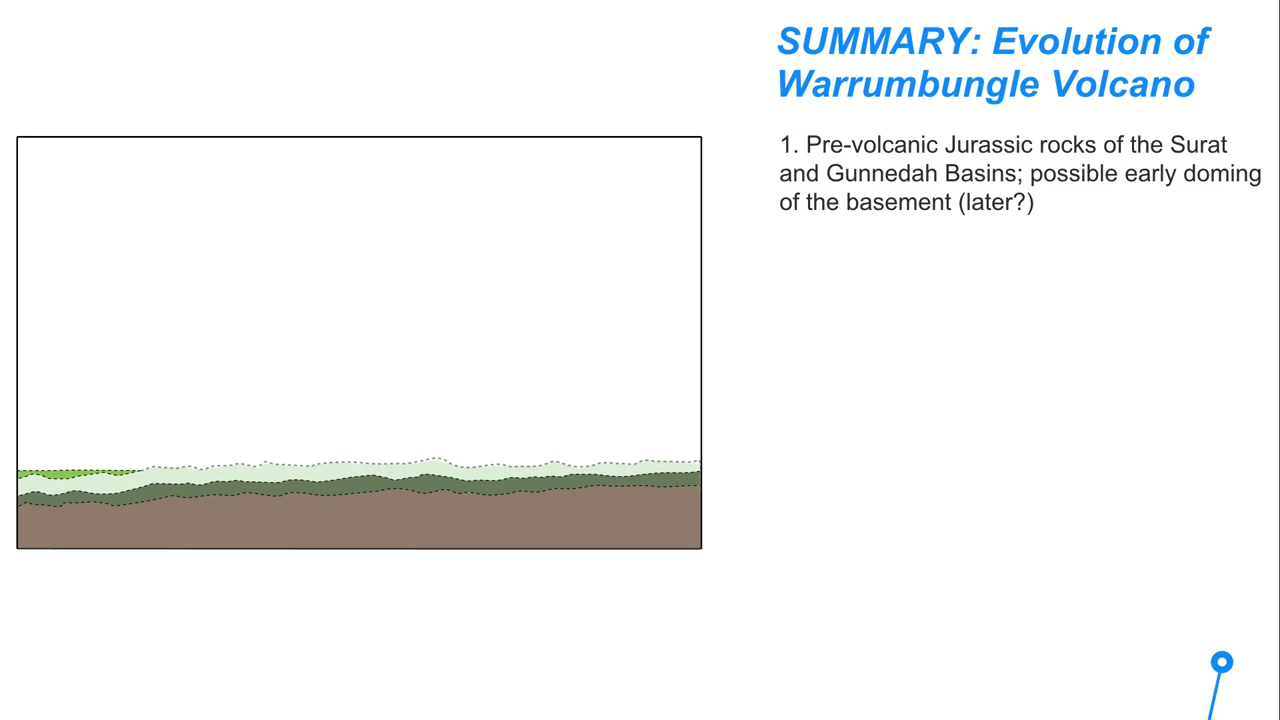 SUMMARY: Evolution of
Warrumbungle Volcano
1. Pre-volcanic Jurassic rocks of the Surat
and Gunnedah Basins; possible early doming
of the basement (later?)